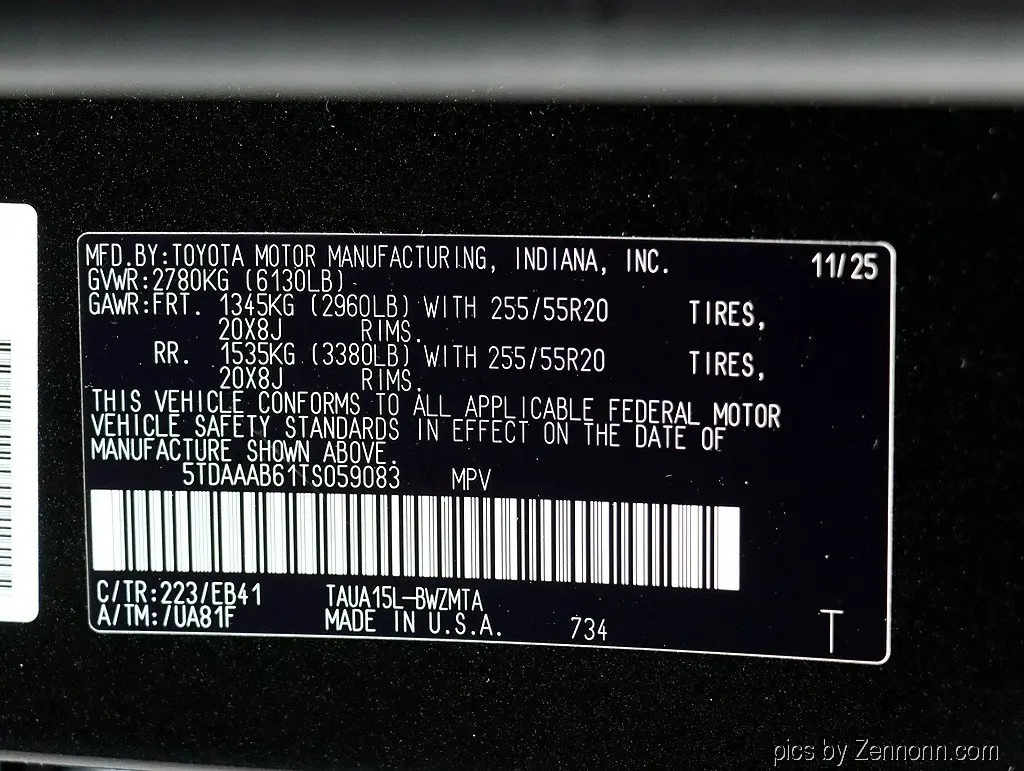 MFD.BY:TOYOTA MOTOR MANUFACTURING, INDIANA, INC. 11/25
GVWR:2780KG (6130LB)
GAWR:FRT. 1345KG (2960LB) WITH 255/55R20 TIRES,
20X8J RIMS.
RR. 1535KG (3380LB) WITH 255/55R20 TIRES,
20X8J RIMS.
THIS VEHICLE CONFORMS TO ALL APPLICABLE FEDERAL MOTOR
VEHICLE SAFETY STANDARDS IN EFFECT ON THE DATE OF
MANUFACTURE SHOWN ABOVE.
5TDAAAB61TS059083 MPV
C/TR:223/EB41 TAUA15L-BWZMTA
A/TM:7UA81F MADE IN U.S.A. 734 T
pics by Zennonn.com